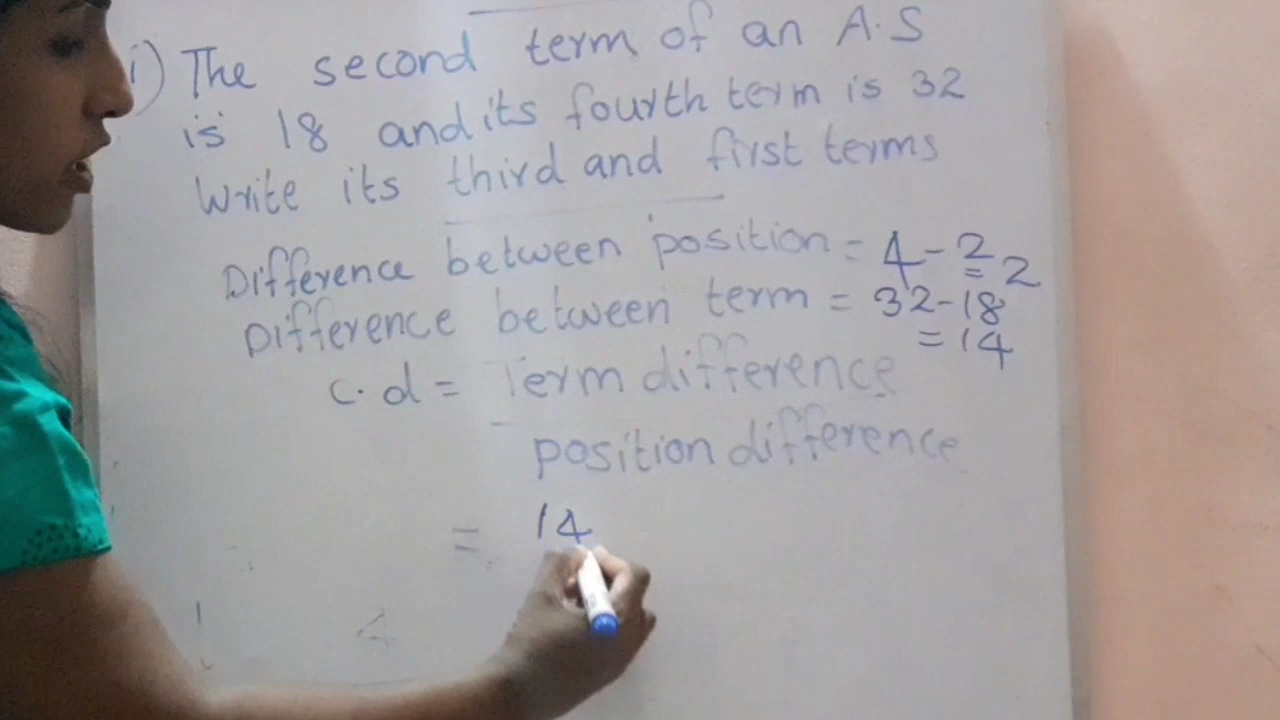 i) The second term of an A.S
is 18 and its fourth term is 32
Write its third and first terms
Difference between position = 4-2
= 2
Difference between term = 32-18
= 14
C.d = Term difference
position difference
= 14